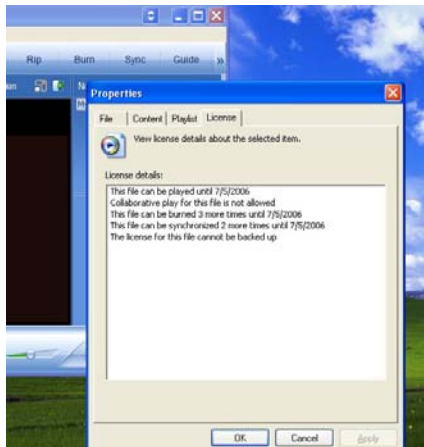 Rip Burn Sync Guide »
Properties
File Content Playlist License
View license details about the selected item.
License details:
This file can be played until 7/5/2006
Collaborative play for this file is not allowed
This file can be burned 3 more times until 7/5/2006
This file can be synchronized 2 more times until 7/5/2006
The license for this file cannot be backed up
OK Cancel Apply